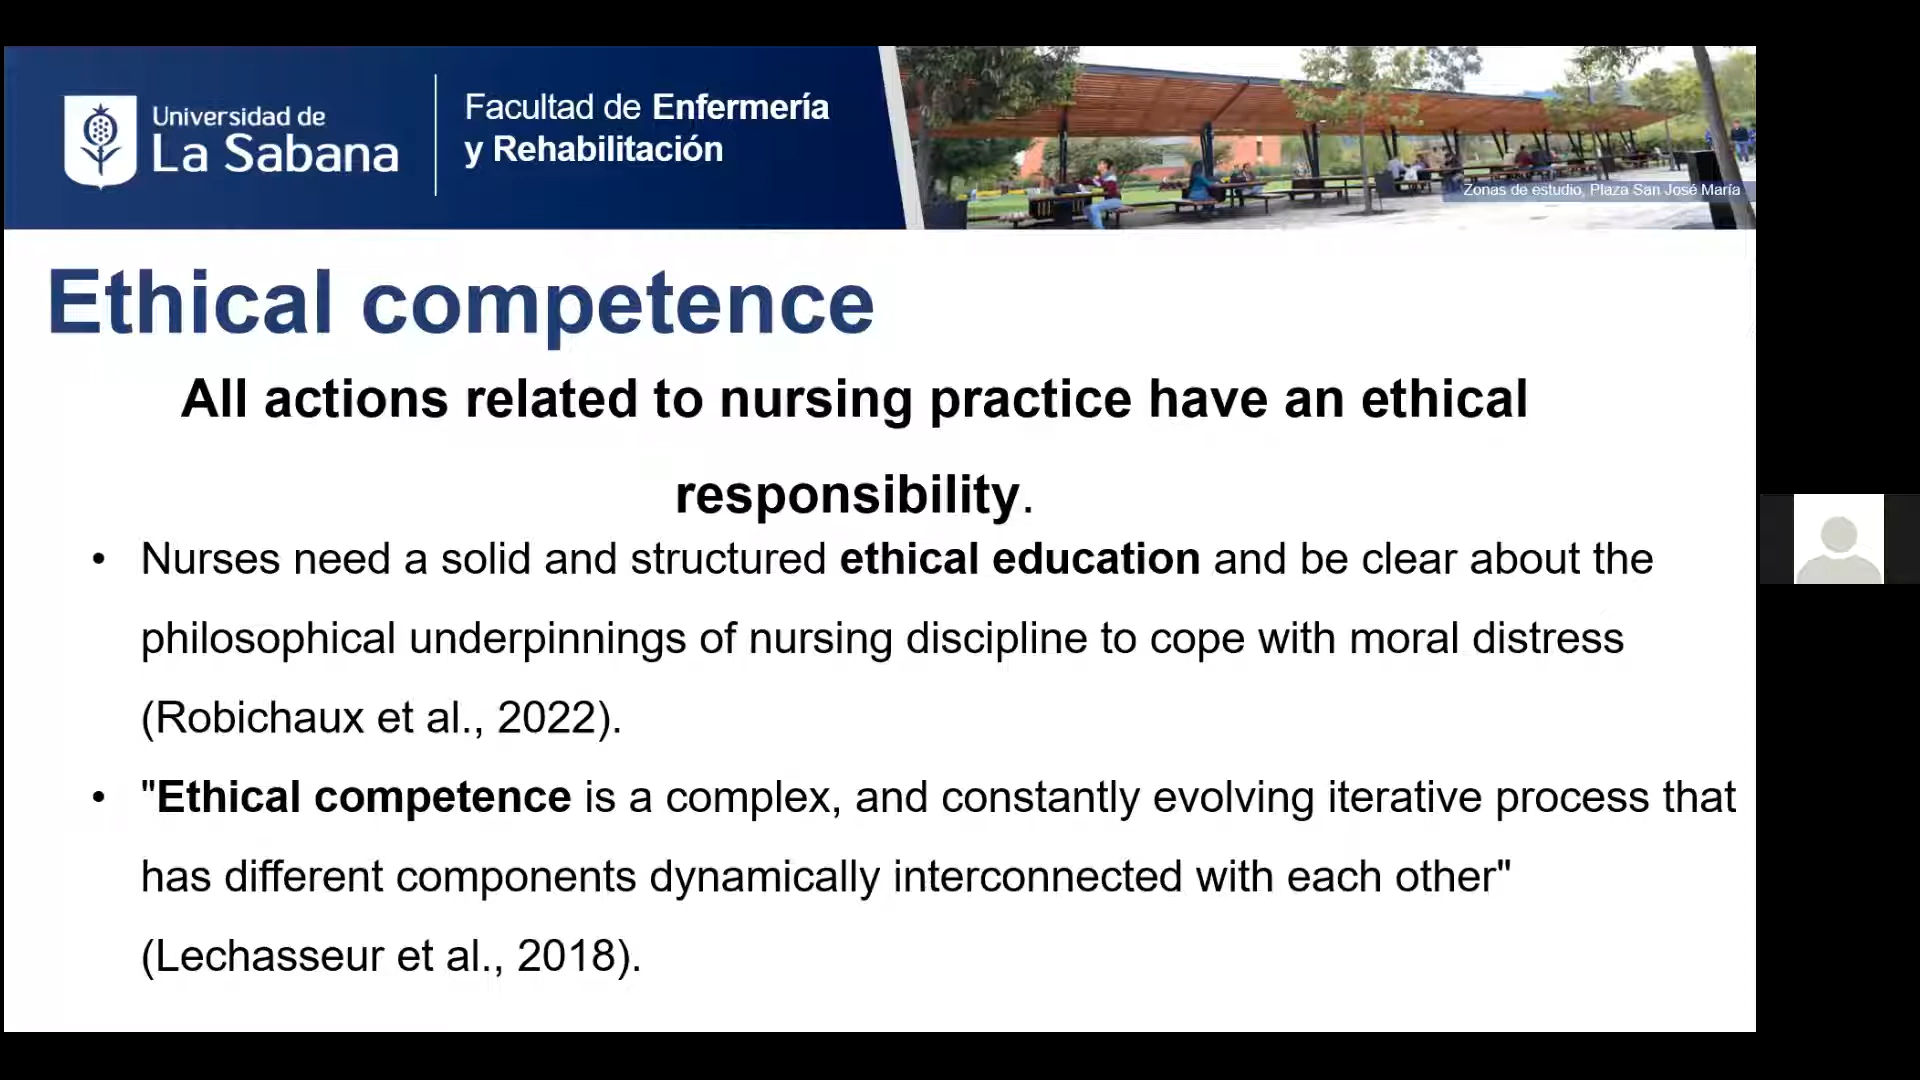 Universidad de
La Sabana
Facultad de Enfermería
y Rehabilitación
Zonas de estudio, Plaza San José María
Ethical competence
All actions related to nursing practice have an ethical
responsibility.
• Nurses need a solid and structured ethical education and be clear about the
philosophical underpinnings of nursing discipline to cope with moral distress
(Robichaux et al., 2022).
• "Ethical competence is a complex, and constantly evolving iterative process that
has different components dynamically interconnected with each other"
(Lechasseur et al., 2018).